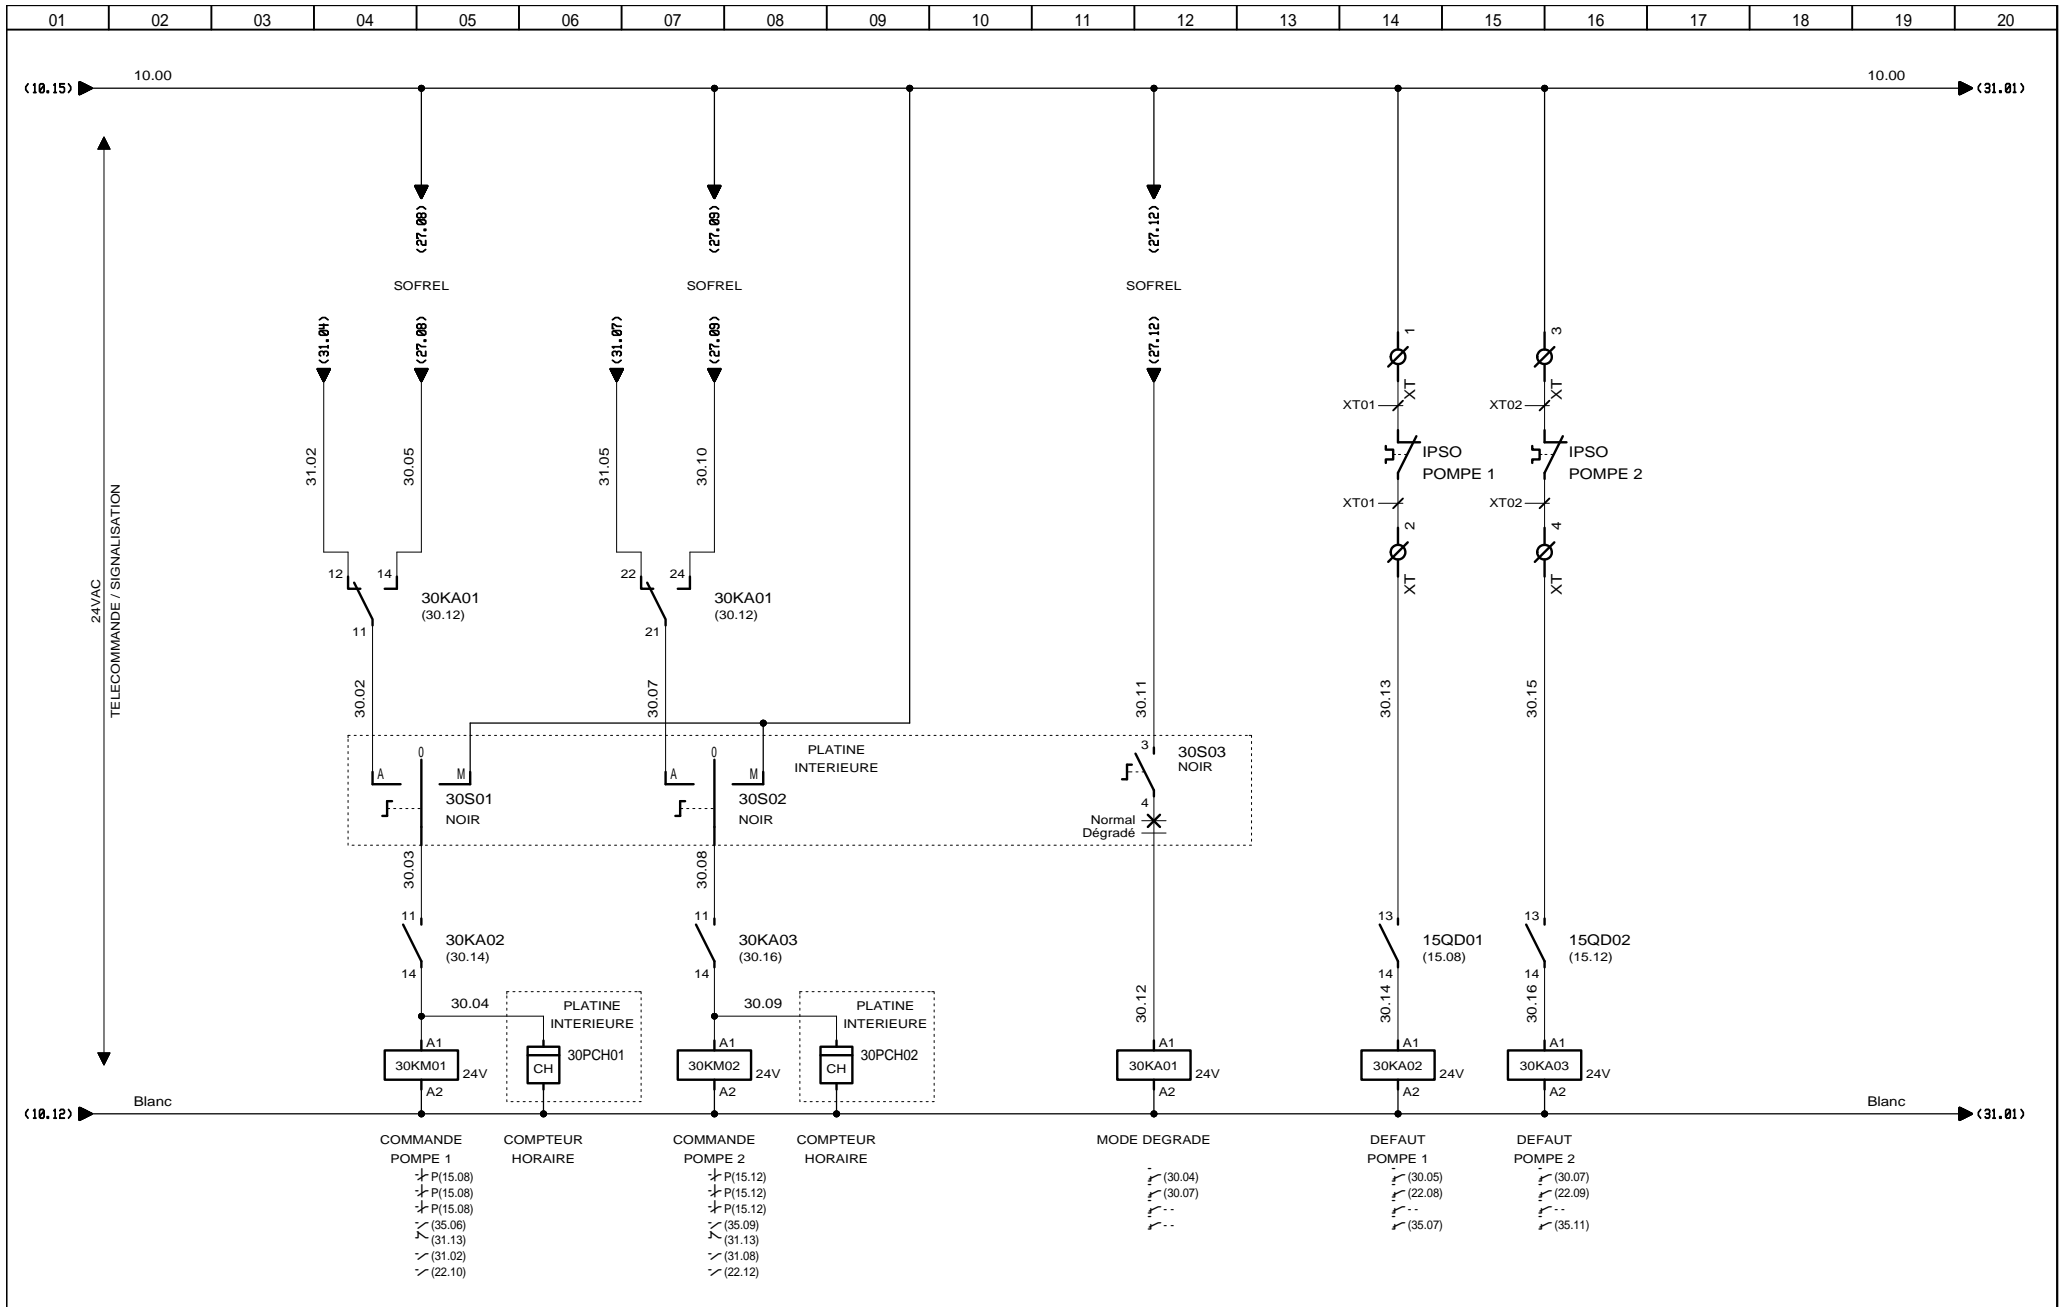 01 02 03 04 05 06 07 08 09 10 11 12 13 14 15 16 17 18 19 20
10.00 10.00
(10.15) (31.01)
(27.08) (27.09) (27.12)
SOFREL SOFREL SOFREL
(31.04) (27.08) (31.07) (27.09) (27.12)
1 3
XT XT
XT01 XT02
IPSO IPSO
POMPE 1 POMPE 2
31.02 30.05 31.05 30.10
XT01 XT02
2 4
XT XT
24VAC
TELECOMMANDE / SIGNALISATION
12 14 22 24
30KA01 30KA01
(30.12) (30.12)
11 21
30.02 30.07 30.11 30.13 30.15
0 0 PLATINE 3 30S03
INTERIEURE NOIR
A M A M
30S01 30S02
NOIR NOIR
4
Normal
Dégradé
30.03 30.08
11 11 13 13
30KA02 30KA03 15QD01 15QD02
(30.14) (30.16) (15.08) (15.12)
14 14 14 14
30.04 30.09 30.12 30.14 30.16
PLATINE PLATINE
INTERIEURE INTERIEURE
A1 A1 A1 A1 A1
30PCH01 30PCH02
30KM01 24V CH 30KM02 24V CH 30KA01 24V 30KA02 24V 30KA03 24V
A2 A2 A2 A2 A2
Blanc Blanc
(10.12) (31.01)
COMMANDE COMPTEUR COMMANDE COMPTEUR MODE DEGRADE DEFAUT DEFAUT
POMPE 1 HORAIRE POMPE 2 HORAIRE POMPE 1 POMPE 2
P(15.08) P(15.12) (30.04) (30.05) (30.07)
P(15.08) P(15.12) (30.07) (22.08) (22.09)
P(15.08) P(15.12) -- -- --
(35.06) (35.09) -- (35.07) (35.11)
(31.13) (31.13)
(31.02) (31.08)
(22.10) (22.12)